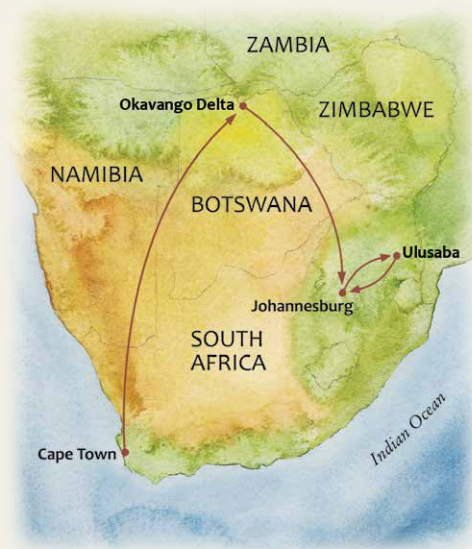 ZAMBIA
Okavango Delta
ZIMBABWE
NAMIBIA
BOTSWANA
Ulusaba
Johannesburg
SOUTH
AFRICA
Indian Ocean
Cape Town